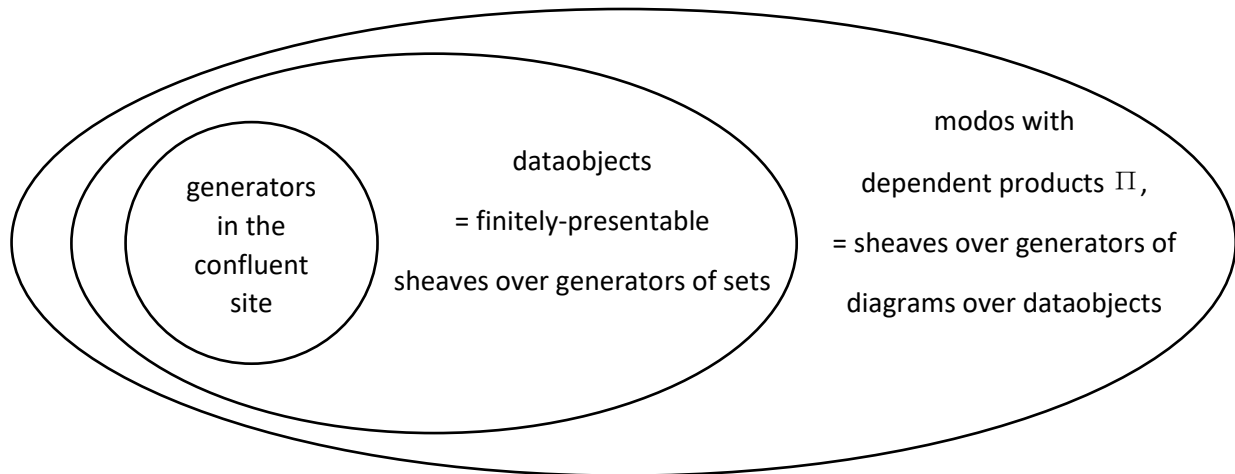 generators
in the
confluent
site
dataobjects
= finitely-presentable
sheaves over generators of sets
modos with
dependent products Π,
= sheaves over generators of
diagrams over dataobjects